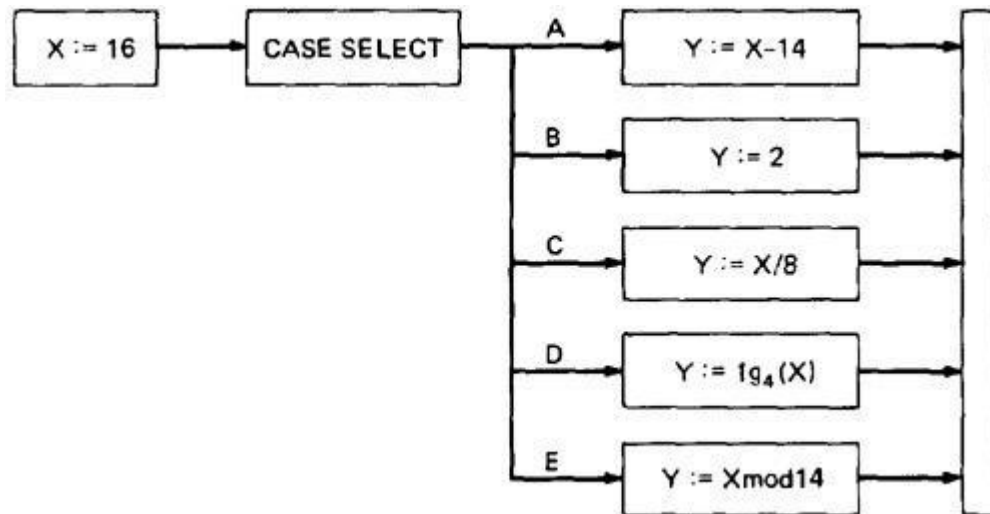 X := 16
CASE SELECT
A
Y := X-14
B
Y := 2
C
Y := X/8
D
Y := lg₄(X)
E
Y := Xmod14